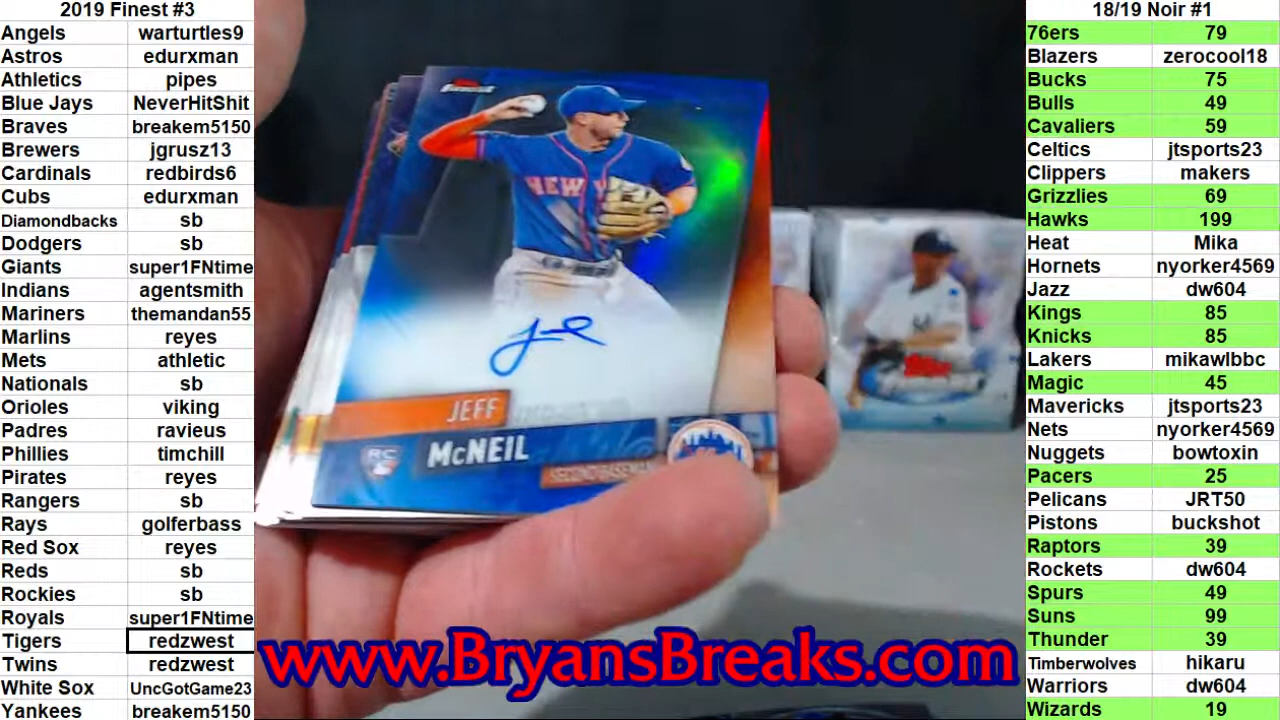 2019 Finest #3
Angels warturtles9
Astros edurxman
Athletics pipes
Blue Jays NeverHitShit
Braves breakem5150
Brewers jgrusz13
Cardinals redbirds6
Cubs edurxman
Diamondbacks sb
Dodgers sb
Giants super1FNtime
Indians agentsmith
Mariners themandan55
Marlins reyes
Mets athletic
Nationals sb
Orioles viking
Padres ravieus
Phillies timchill
Pirates reyes
Rangers sb
Rays golferbass
Red Sox reyes
Reds sb
Rockies sb
Royals super1FNtime
Tigers redzwest
Twins redzwest
White Sox UncGotGame23
Yankees breakem5150
NEW Y
JEFF
McNEIL
RC
SECOND BASEMAN
www.BryansBreaks.com
18/19 Noir #1
76ers 79
Blazers zerocool18
Bucks 75
Bulls 49
Cavaliers 59
Celtics jtsports23
Clippers makers
Grizzlies 69
Hawks 199
Heat Mika
Hornets nyorker4569
Jazz dw604
Kings 85
Knicks 85
Lakers mikawlbbc
Magic 45
Mavericks jtsports23
Nets nyorker4569
Nuggets bowtoxin
Pacers 25
Pelicans JRT50
Pistons buckshot
Raptors 39
Rockets dw604
Spurs 49
Suns 99
Thunder 39
Timberwolves hikaru
Warriors dw604
Wizards 19